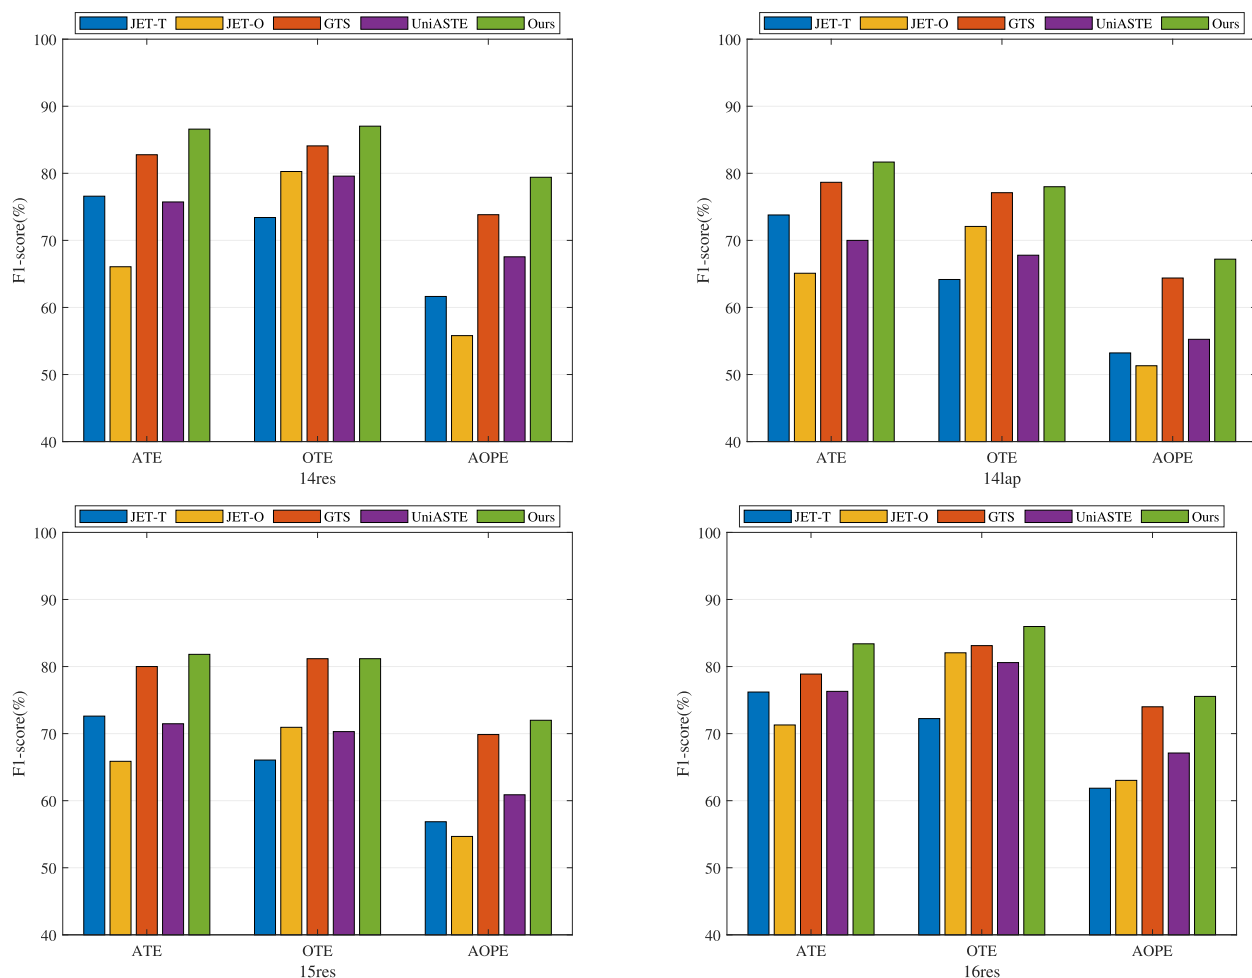 JET-T JET-O GTS UniASTE Ours
100
90
80
70
60
50
40
F1-score(%)
ATE OTE AOPE
14res
JET-T JET-O GTS UniASTE Ours
100
90
80
70
60
50
40
F1-score(%)
ATE OTE AOPE
14lap
JET-T JET-O GTS UniASTE Ours
100
90
80
70
60
50
40
F1-score(%)
ATE OTE AOPE
15res
JET-T JET-O GTS UniASTE Ours
100
90
80
70
60
50
40
F1-score(%)
ATE OTE AOPE
16res